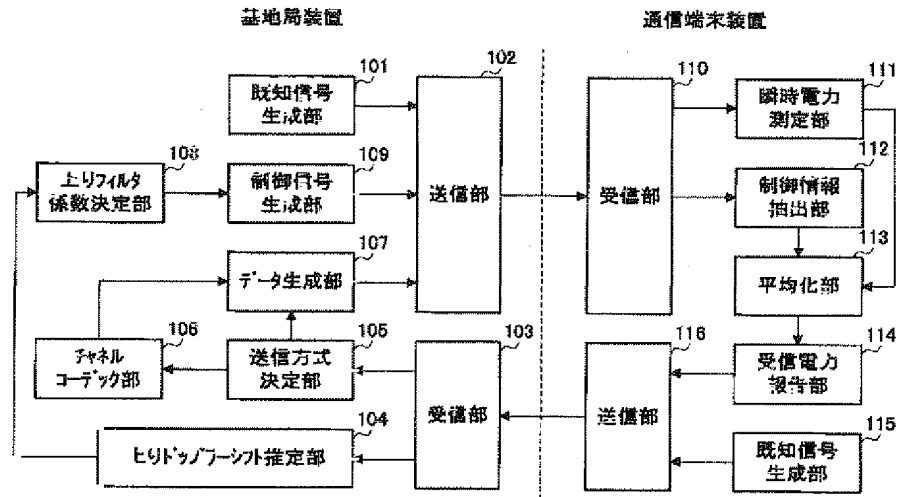 基地局装置
通信端末装置
101
既知信号
生成部
102
送信部
108
上りフィルタ
係数決定部
109
制御信号
生成部
107
データ生成部
106
チャネル
コーデック部
105
送信方式
決定部
103
受信部
104
上りドップラーシフト推定部
110
受信部
111
瞬時電力
測定部
112
制御情報
抽出部
113
平均化部
114
受信電力
報告部
116
送信部
115
既知信号
生成部